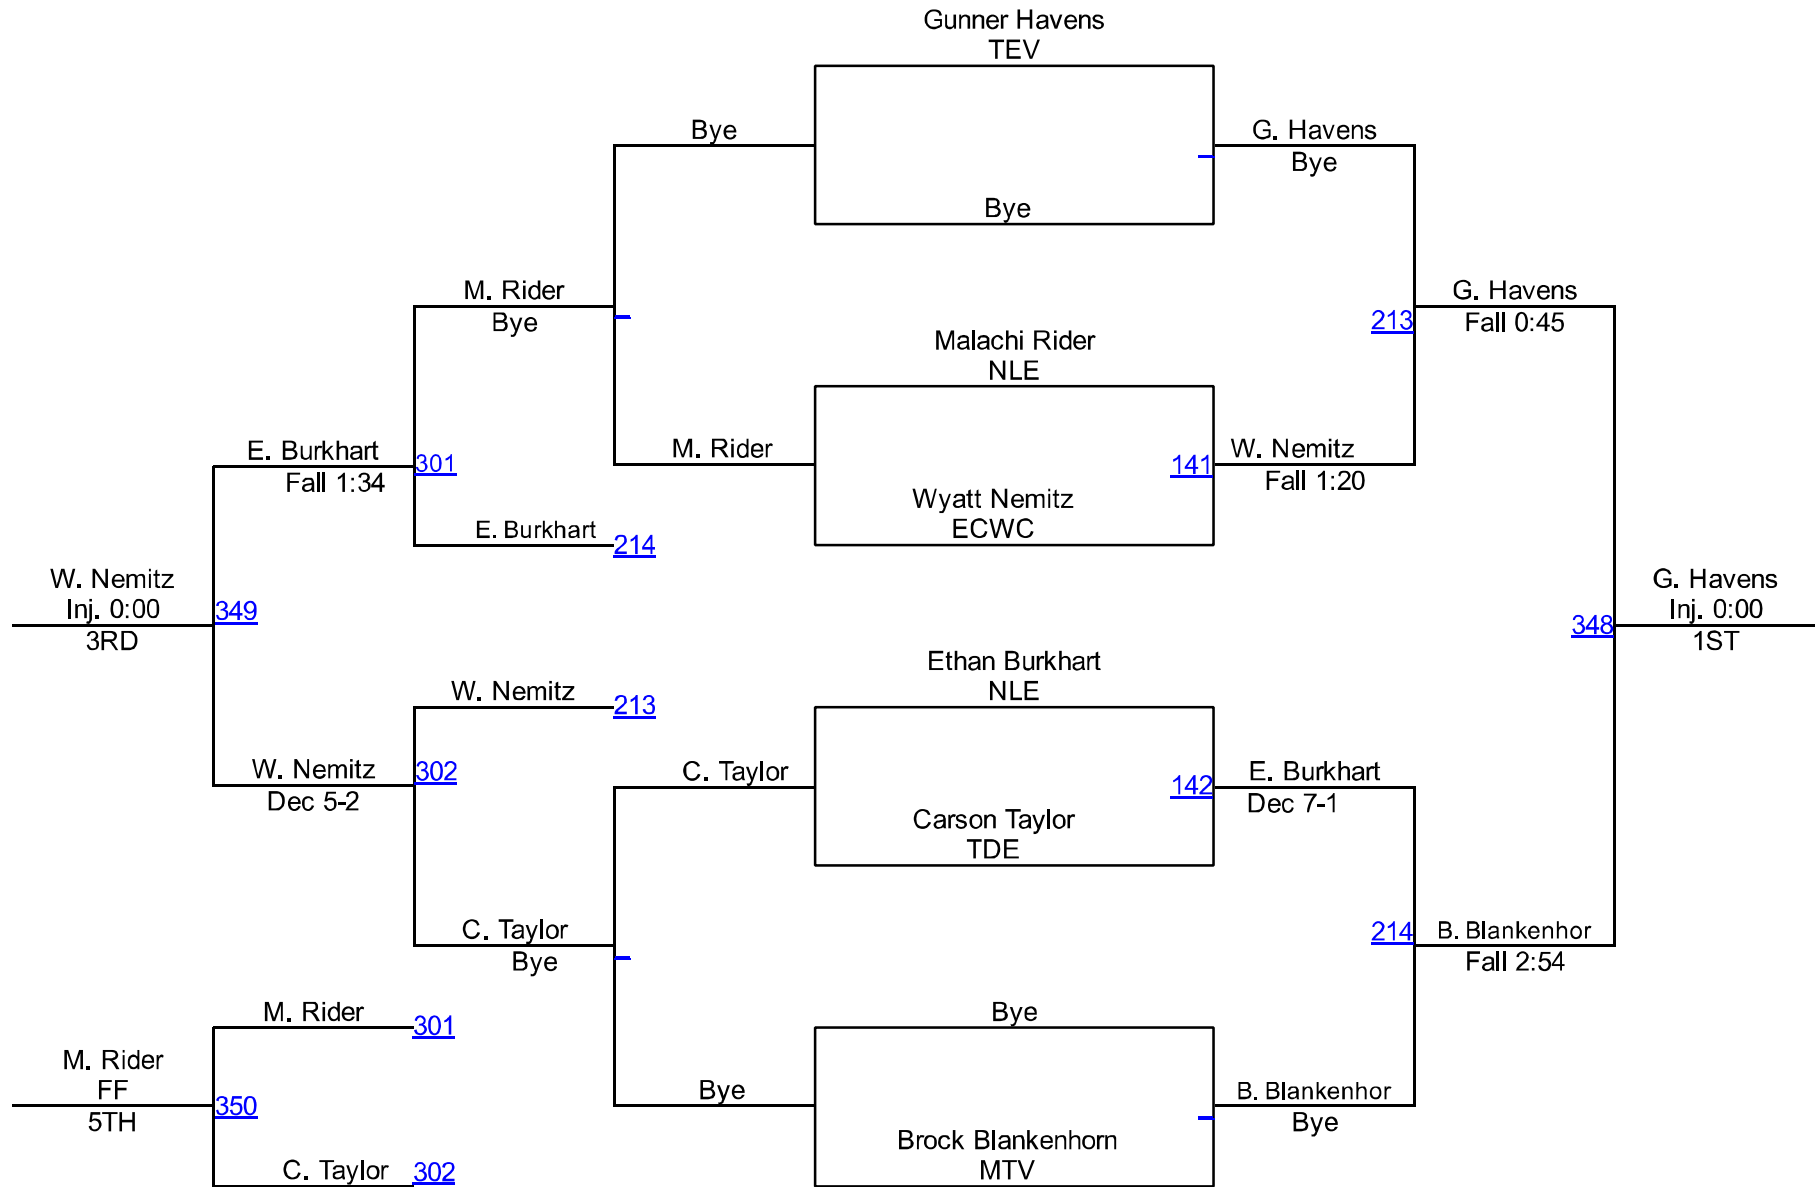 Gunner Havens
TEV
Bye
G. Havens
Bye
Bye
M. Rider
Bye
G. Havens
213
Fall 0:45
Malachi Rider
NLE
E. Burkhart
301
Fall 1:34
M. Rider
141
W. Nemitz
Fall 1:20
Wyatt Nemitz
ECWC
E. Burkhart
214
W. Nemitz
Inj. 0:00
349
3RD
G. Havens
Inj. 0:00
348
1ST
Ethan Burkhart
NLE
W. Nemitz
213
W. Nemitz
302
Dec 5-2
C. Taylor
142
E. Burkhart
Dec 7-1
Carson Taylor
TDE
C. Taylor
Bye
214
B. Blankenhor
Fall 2:54
M. Rider
301
Bye
M. Rider
FF
350
5TH
Bye
B. Blankenhor
Bye
Brock Blankenhorn
MTV
C. Taylor
302